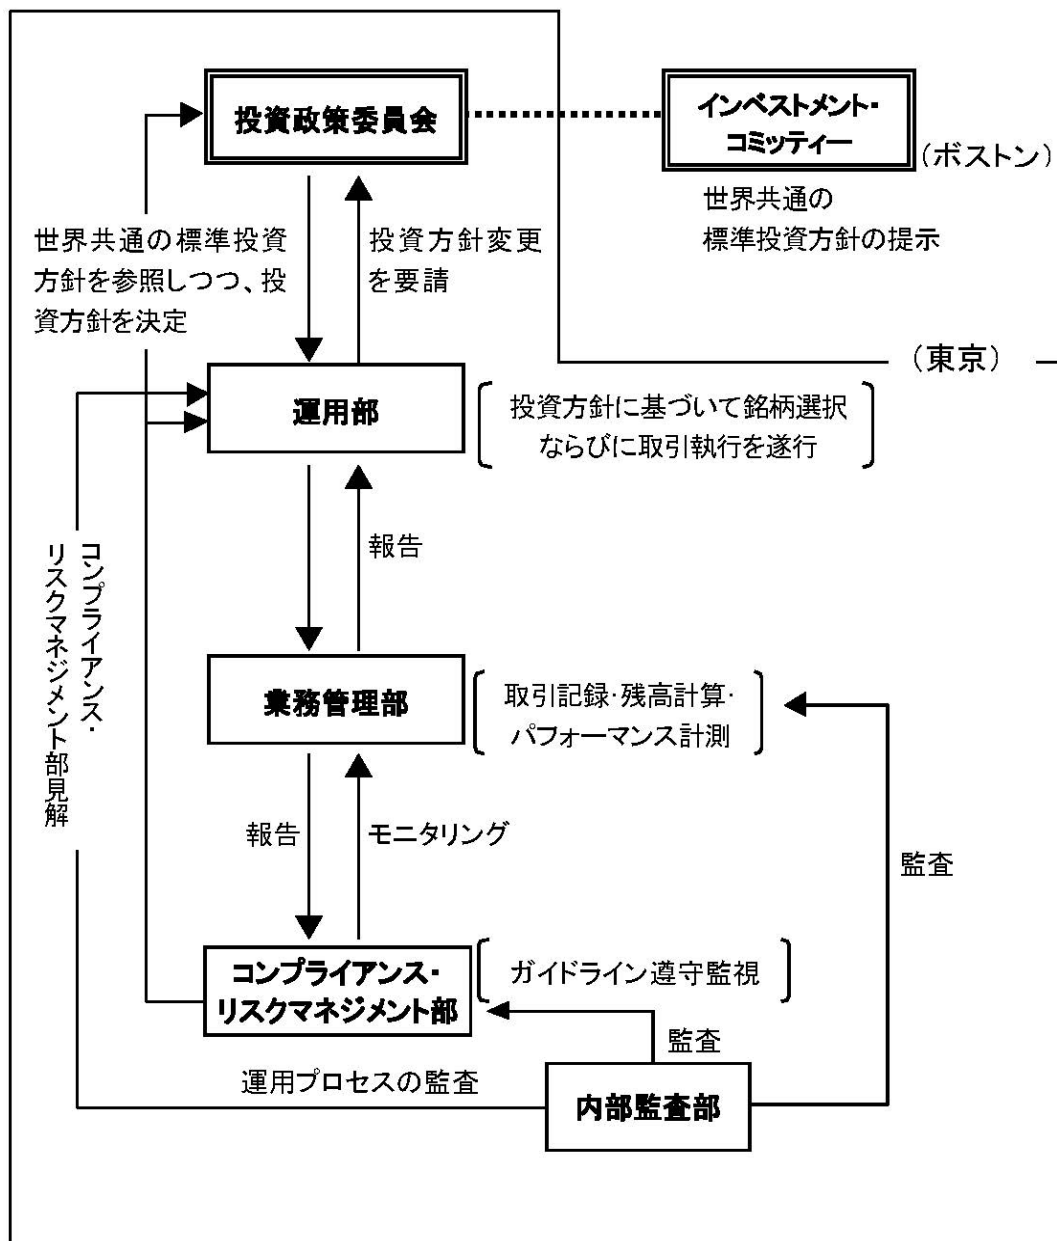 投資政策委員会
インベストメント・
コミッティー
（ボストン）
世界共通の
標準投資方針の提示
世界共通の標準投資
方針を参照しつつ、投
資方針を決定
投資方針変更
を要請
（東京）
運用部
投資方針に基づいて銘柄選択
ならびに取引執行を遂行
報告
コンプライアンス・
リスクマネジメント部見解
業務管理部
取引記録・残高計算・
パフォーマンス計測
報告
モニタリング
監査
コンプライアンス・
リスクマネジメント部
ガイドライン遵守監視
監査
運用プロセスの監査
内部監査部